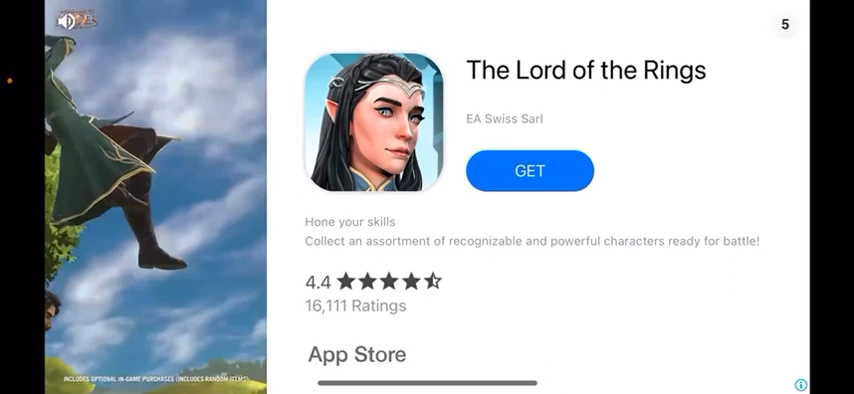 5
The Lord of the Rings
EA Swiss Sarl
GET
Hone your skills
Collect an assortment of recognizable and powerful characters ready for battle!
4.4
16,111 Ratings
App Store
INCLUDES OPTIONAL IN-GAME PURCHASES (INCLUDES RANDOM ITEMS).